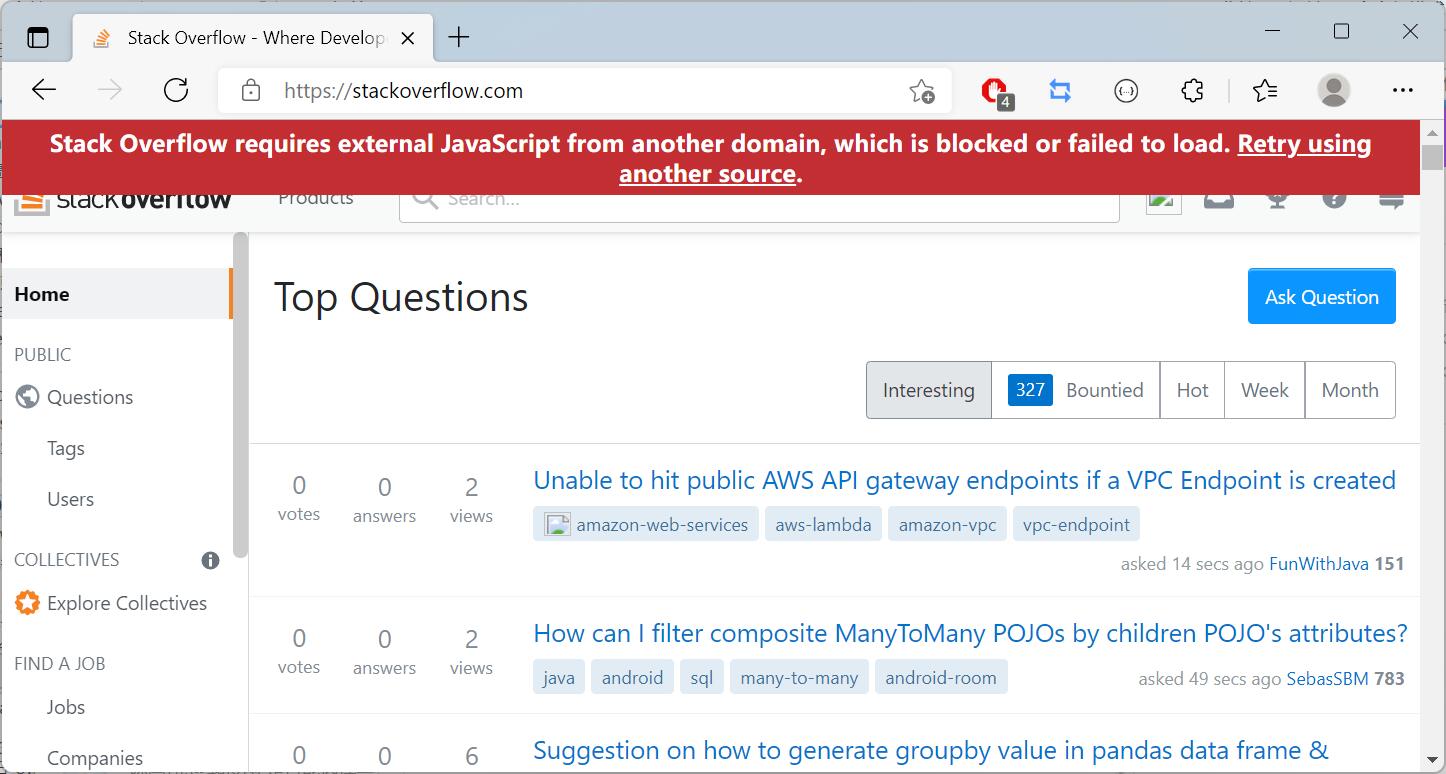 Stack Overflow - Where Develop
https://stackoverflow.com
4
Stack Overflow requires external JavaScript from another domain, which is blocked or failed to load. Retry using
another source.
stackoverflow
Products
Search...
Home
Top Questions
Ask Question
PUBLIC
Questions
Tags
Users
COLLECTIVES
Explore Collectives
FIND A JOB
Jobs
Companies
Interesting
327 Bountied
Hot
Week
Month
0 votes
0 answers
2 views
Unable to hit public AWS API gateway endpoints if a VPC Endpoint is created
amazon-web-services aws-lambda amazon-vpc vpc-endpoint
asked 14 secs ago FunWithJava 151
0 votes
0 answers
2 views
How can I filter composite ManyToMany POJOs by children POJO's attributes?
java android sql many-to-many android-room
asked 49 secs ago SebasSBM 783
0
0
6
Suggestion on how to generate groupby value in pandas data frame &